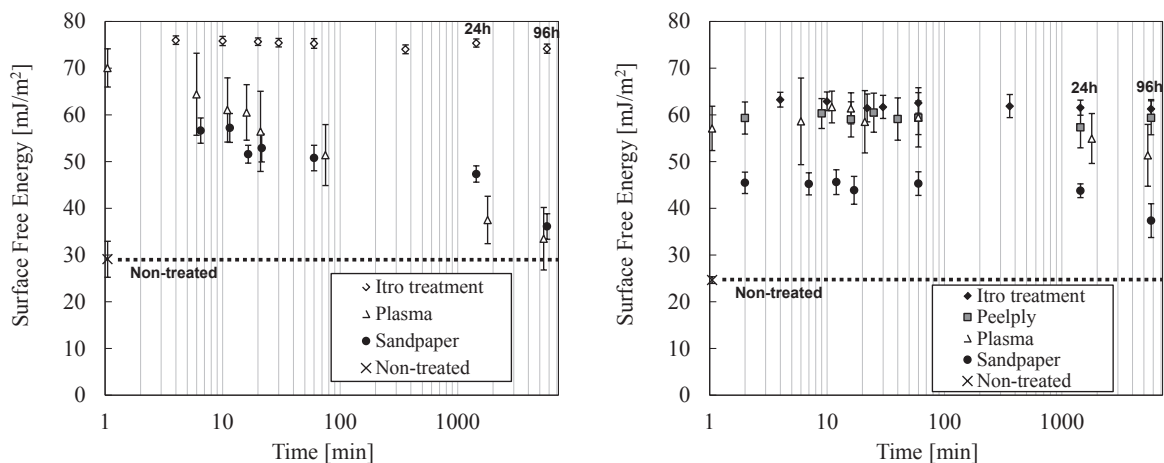 80
70
60
50
40
30
20
10
0
Surface Free Energy [mJ/m²]
24h
96h
Non-treated
Itro treatment
Plasma
Sandpaper
Non-treated
1
10
100
1000
Time [min]
80
70
60
50
40
30
20
10
0
Surface Free Energy [mJ/m²]
24h
96h
Non-treated
Itro treatment
Peelply
Plasma
Sandpaper
Non-treated
1
10
100
1000
Time [min]